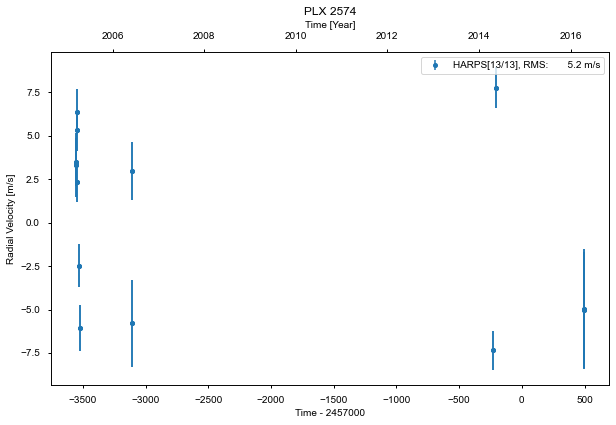 PLX 2574
Time [Year]
2006 2008 2010 2012 2014 2016
HARPS[13/13], RMS: 5.2 m/s
Radial Velocity [m/s]
7.5
5.0
2.5
0.0
−2.5
−5.0
−7.5
−3500 −3000 −2500 −2000 −1500 −1000 −500 0 500
Time - 2457000